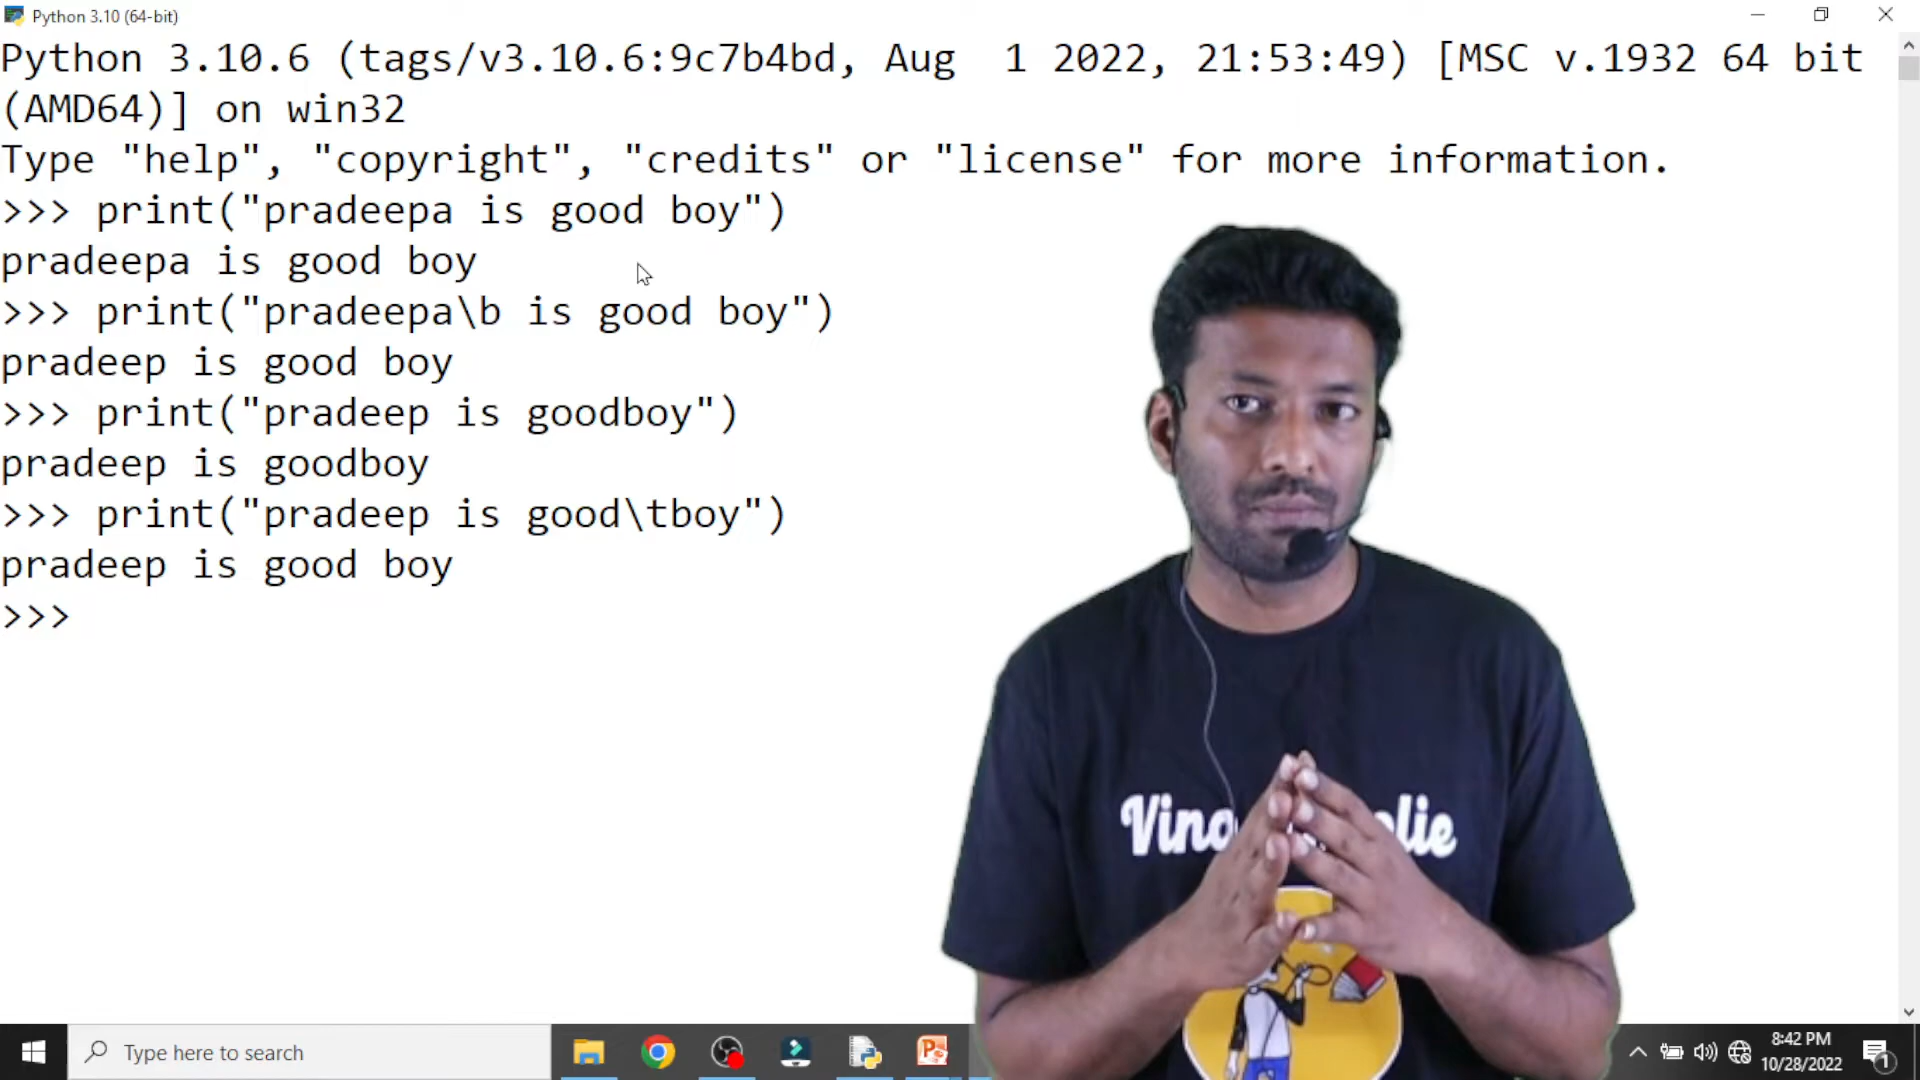 Python 3.10 (64-bit)
Python 3.10.6 (tags/v3.10.6:9c7b4bd, Aug  1 2022, 21:53:49) [MSC v.1932 64 bit
(AMD64)] on win32
Type "help", "copyright", "credits" or "license" for more information.
>>> print("pradeepa is good boy")
pradeepa is good boy
>>> print("pradeepa\b is good boy")
pradeep is good boy
>>> print("pradeep is goodboy")
pradeep is goodboy
>>> print("pradeep is good\tboy")
pradeep is good boy
>>>
Type here to search
8:42 PM
10/28/2022
1